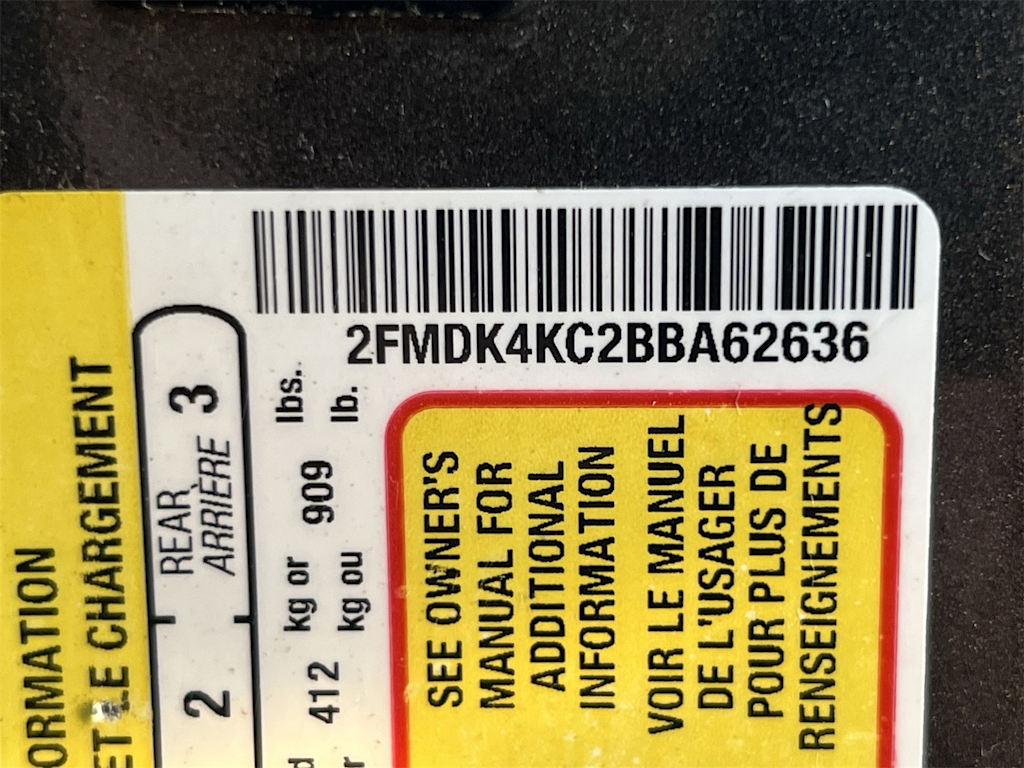 2FMDK4KC2BBA62636
ORMATION
ET LE CHARGEMENT
2 REAR 3
ARRIÈRE
412 kg or 909 lbs.
kg ou lb.
SEE OWNER'S
MANUAL FOR
ADDITIONAL
INFORMATION
VOIR LE MANUEL
DE L'USAGER
POUR PLUS DE
RENSEIGNEMENTS